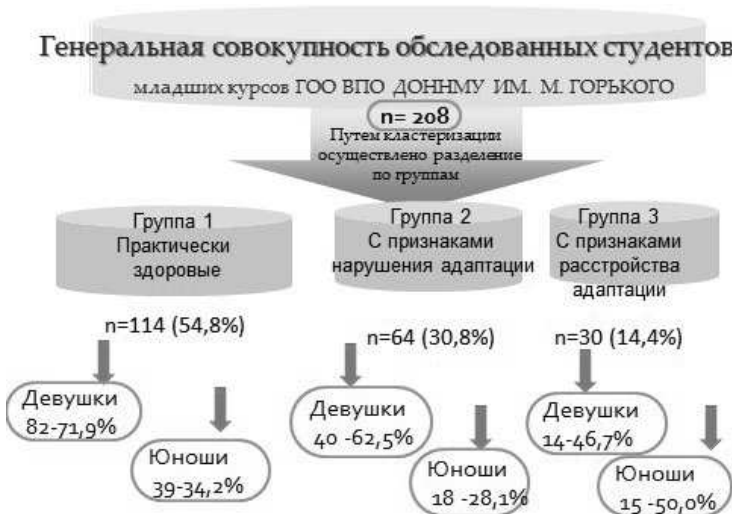 Генеральная совокупность обследованных студентов
младших курсов ГОО ВПО ДОННМУ ИМ. М. ГОРЬКОГО
n= 208
Путем кластеризации
осуществлено разделение
по группам
Группа 1
Практически
здоровые
Группа 2
С признаками
нарушения адаптации
Группа 3
С признаками
расстройства
адаптации
n=114 (54,8%)
n=64 (30,8%)
n=30 (14,4%)
Девушки
82-71,9%
Юноши
39-34,2%
Девушки
40 -62,5%
Юноши
18 -28,1%
Девушки
14-46,7%
Юноши
15 -50,0%